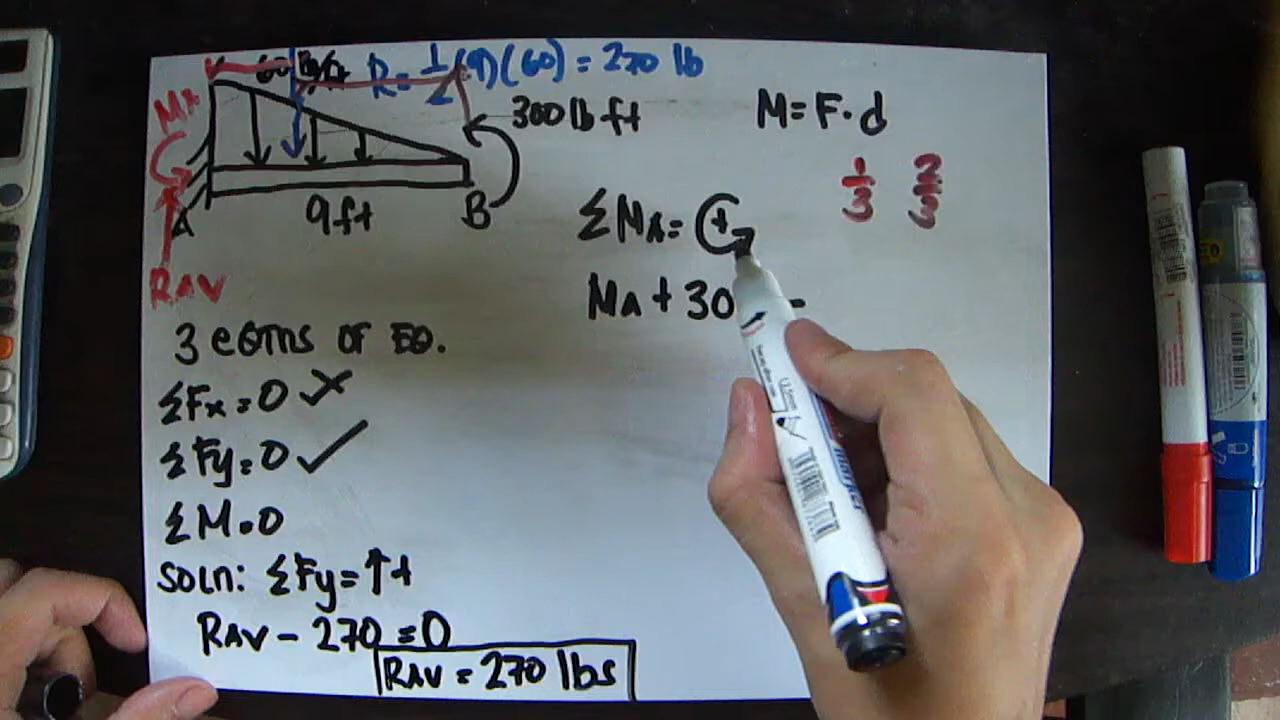 R = 1/2 (9)(60) = 270 lb
MA
300 lb ft
M = F · d
1/3 2/3
9 ft
A
B
RAV
ΣMA = +
MA + 30
3 EQTNS OF EQ.
ΣFx = 0
ΣFy = 0
ΣM = 0
SOLN: ΣFy = ↑+
RAV - 270 = 0
RAV = 270 lbs